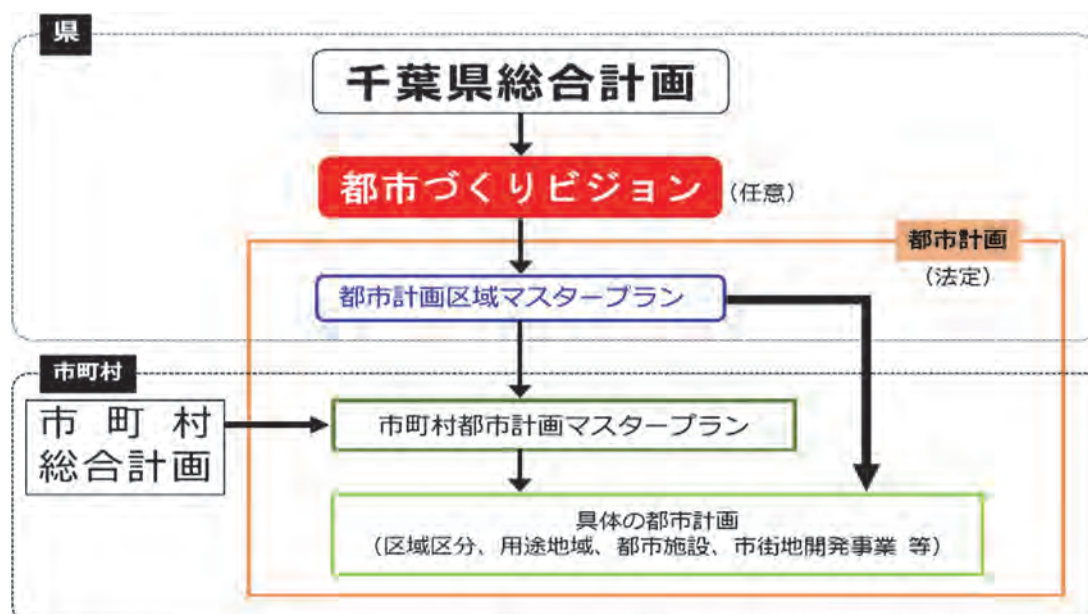 県
千葉県総合計画
都市づくりビジョン (任意)
都市計画
(法定)
都市計画区域マスタープラン
市町村
市町村
総合計画
市町村都市計画マスタープラン
具体の都市計画
(区域区分、用途地域、都市施設、市街地開発事業 等)